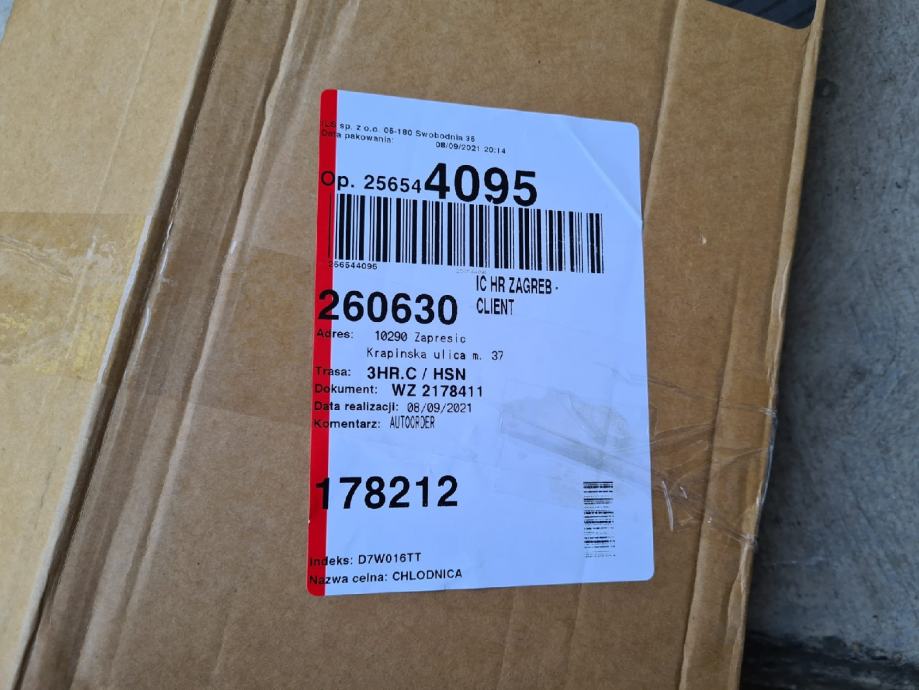 ILS sp. z o.o. 05-180 Swobodnia 35
Data pakowania: 08/09/2021 20:14
Op. 256544095
256544095
IC HR ZAGREB -
CLIENT
260630
Adres: 10290 Zapresic
Krapinska ulica m. 37
Trasa: 3HR.C / HSN
Dokument: WZ 2178411
Data realizacji: 08/09/2021
Komentarz: AUTOORDER
178212
Indeks: D7W016TT
Nazwa celna: CHLODNICA